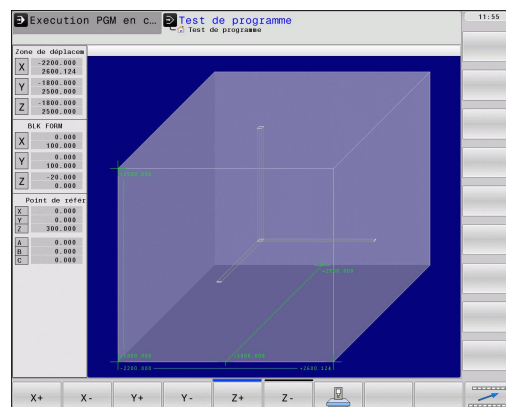 Execution PGM en c...
Test de programme
Test de programme
11:55
Zone de déplacem
X -2200.000
2600.124
Y -1800.000
2500.000
Z -1800.000
2500.000
BLK FORM
X 0.000
100.000
Y 0.000
100.000
Z -20.000
0.000
Point de référ
X 0.000
Y 0.000
Z 300.000
A 0.000
B 0.000
C 0.000
+2500.000
-2200.000
+2600.124
X+ X- Y+ Y- Z+ Z-